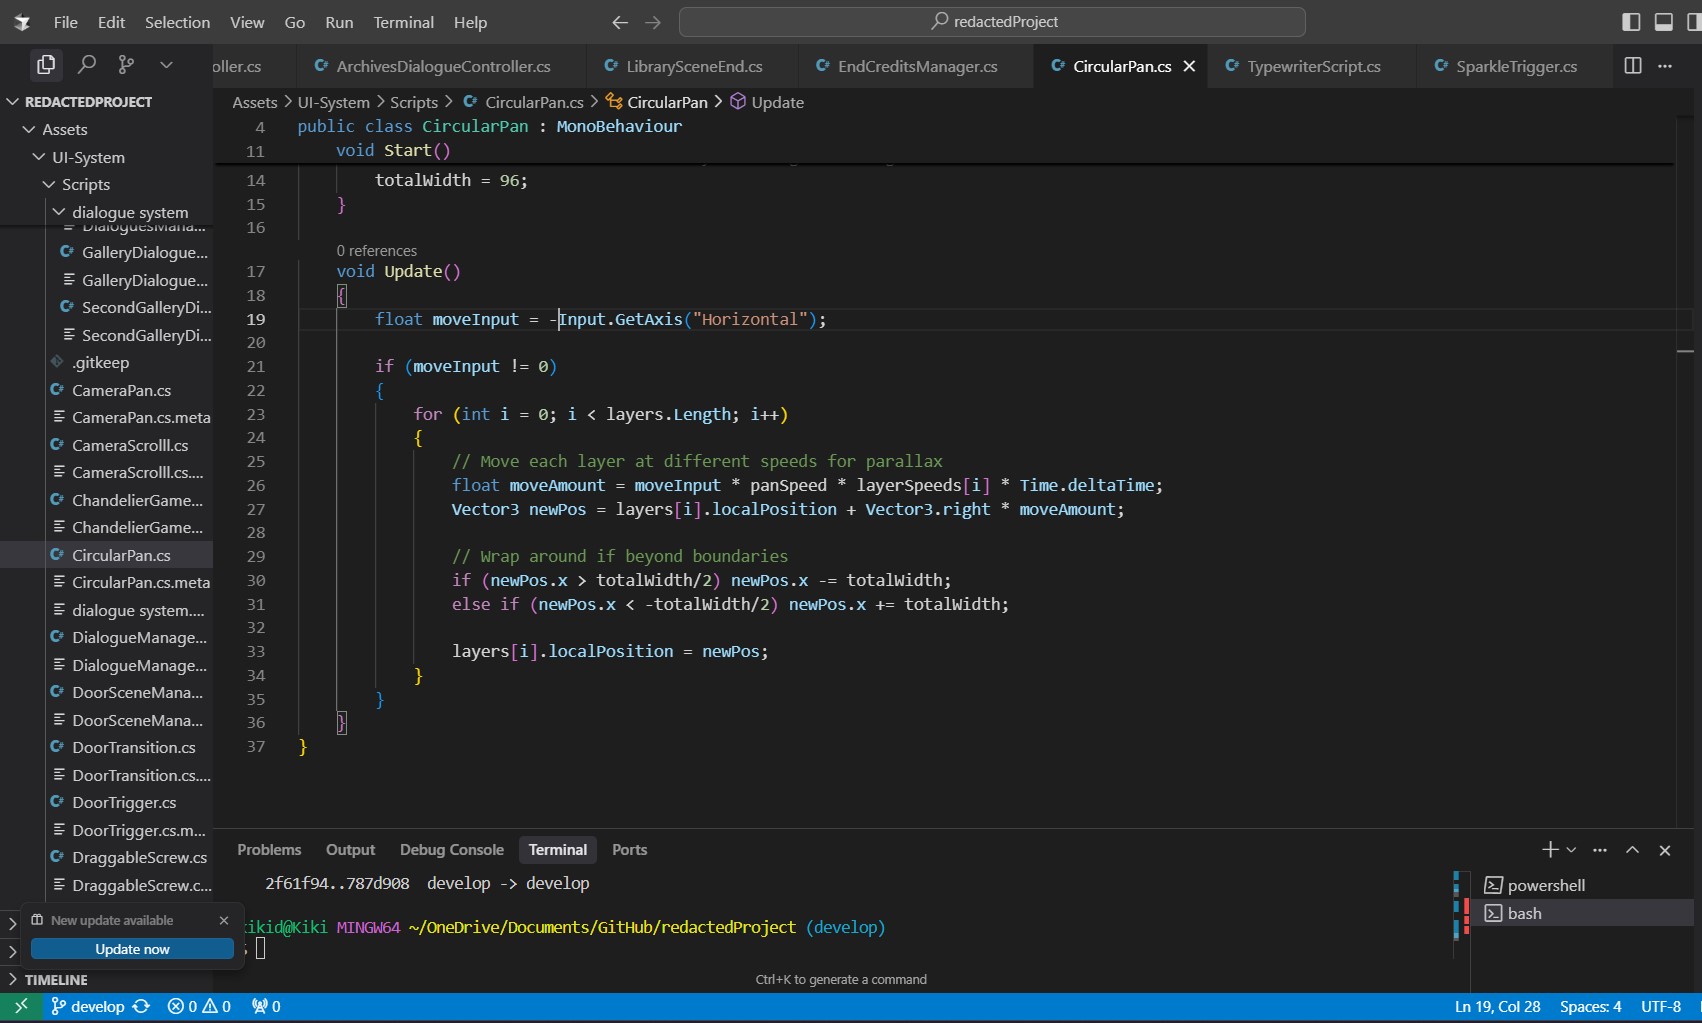 File Edit Selection View Go Run Terminal Help
redactedProject
oller.cs ArchivesDialogueController.cs LibrarySceneEnd.cs EndCreditsManager.cs CircularPan.cs TypewriterScript.cs SparkleTrigger.cs
REDACTEDPROJECT
Assets
UI-System
Scripts
dialogue system
DialoguesMana...
GalleryDialogue...
GalleryDialogue...
SecondGalleryDi...
SecondGalleryDi...
.gitkeep
CameraPan.cs
CameraPan.cs.meta
CameraScrolll.cs
CameraScrolll.cs....
ChandelierGame...
ChandelierGame...
CircularPan.cs
CircularPan.cs.meta
dialogue system....
DialogueManage...
DialogueManage...
DoorSceneMana...
DoorSceneMana...
DoorTransition.cs
DoorTransition.cs....
DoorTrigger.cs
DoorTrigger.cs.m...
DraggableScrew.cs
DraggableScrew.c...
New update available
Update now
TIMELINE
Assets > UI-System > Scripts > CircularPan.cs > CircularPan > Update
4 public class CircularPan : MonoBehaviour
11 void Start()
14 totalWidth = 96;
15 }
16
0 references
17 void Update()
18 {
19 float moveInput = -Input.GetAxis("Horizontal");
20
21 if (moveInput != 0)
22 {
23 for (int i = 0; i < layers.Length; i++)
24 {
25 // Move each layer at different speeds for parallax
26 float moveAmount = moveInput * panSpeed * layerSpeeds[i] * Time.deltaTime;
27 Vector3 newPos = layers[i].localPosition + Vector3.right * moveAmount;
28
29 // Wrap around if beyond boundaries
30 if (newPos.x > totalWidth/2) newPos.x -= totalWidth;
31 else if (newPos.x < -totalWidth/2) newPos.x += totalWidth;
32
33 layers[i].localPosition = newPos;
34 }
35 }
36 }
37 }
Problems Output Debug Console Terminal Ports
2f61f94..787d908 develop -> develop
kikid@Kiki MINGW64 ~/OneDrive/Documents/GitHub/redactedProject (develop)
Ctrl+K to generate a command
powershell
bash
develop 0 0 0 Ln 19, Col 28 Spaces: 4 UTF-8